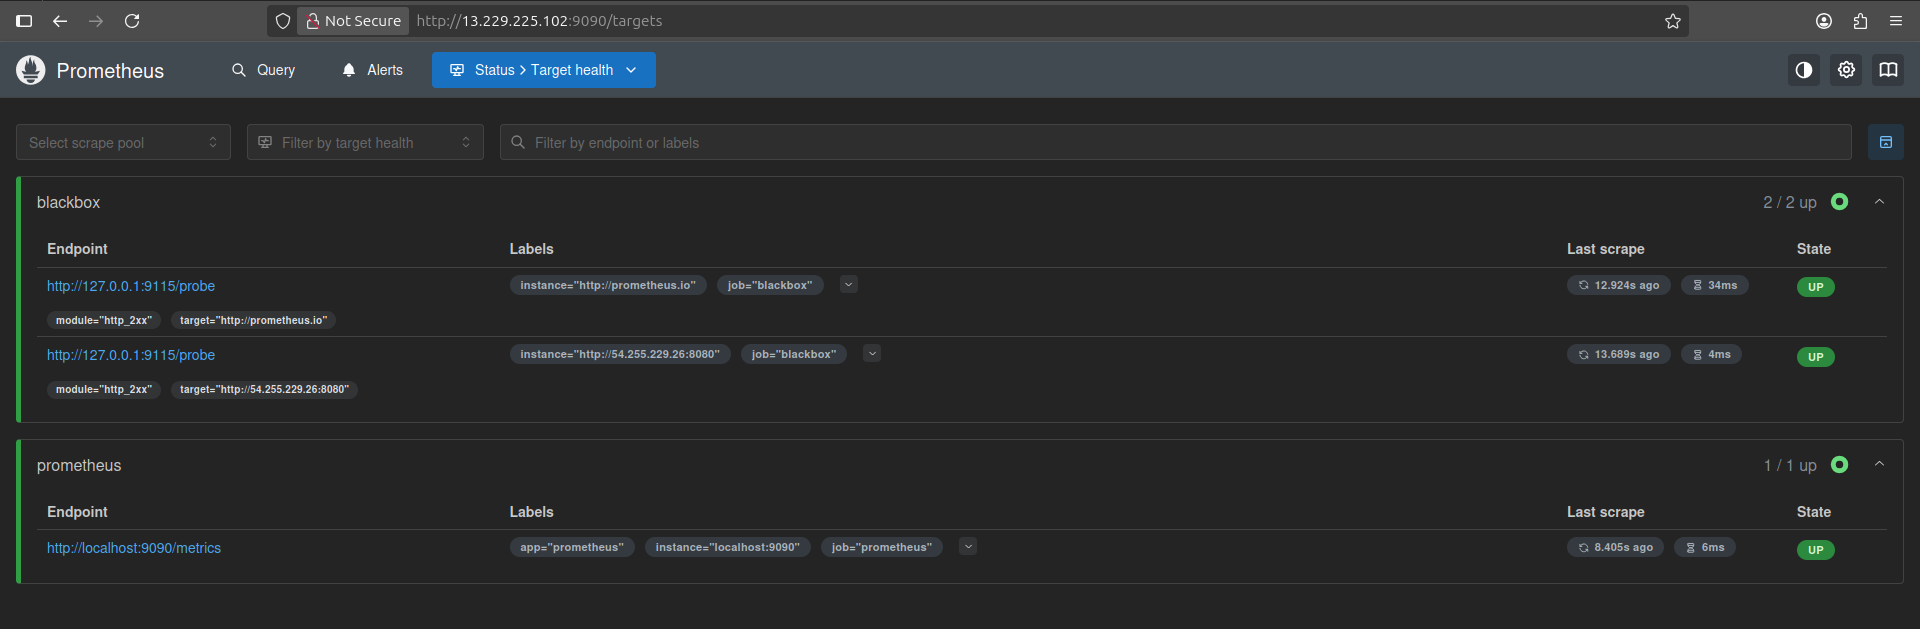 Not Secure http://13.229.225.102:9090/targets
Prometheus Query Alerts Status > Target health
Select scrape pool Filter by target health Filter by endpoint or labels
blackbox 2 / 2 up
Endpoint Labels Last scrape State
http://127.0.0.1:9115/probe instance="http://prometheus.io" job="blackbox" 12.924s ago 34ms UP
module="http_2xx" target="http://prometheus.io"
http://127.0.0.1:9115/probe instance="http://54.255.229.26:8080" job="blackbox" 13.689s ago 4ms UP
module="http_2xx" target="http://54.255.229.26:8080"
prometheus 1 / 1 up
Endpoint Labels Last scrape State
http://localhost:9090/metrics app="prometheus" instance="localhost:9090" job="prometheus" 8.405s ago 6ms UP